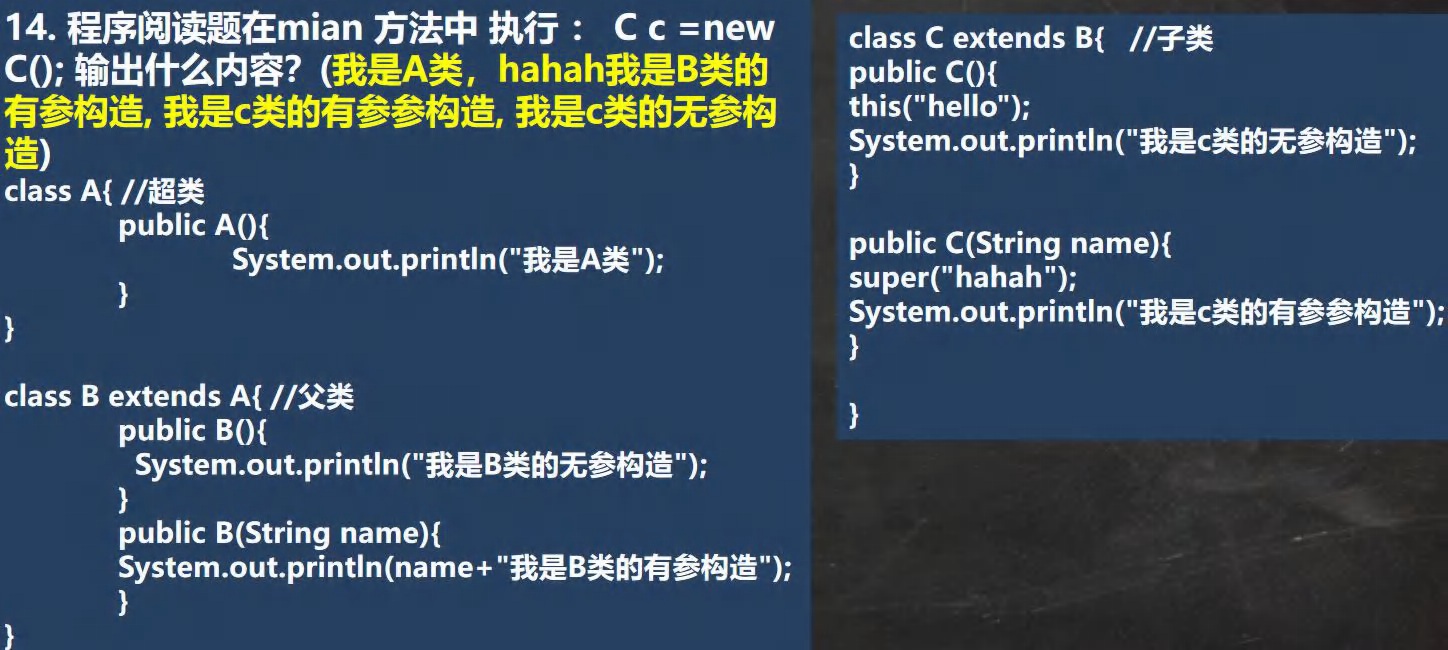 14. 程序阅读题在mian 方法中 执行 ： C c =new
C(); 输出什么内容？(我是A类，hahah我是B类的
有参构造, 我是c类的有参参构造, 我是c类的无参构
造)
class A{ //超类
public A(){
System.out.println("我是A类");
}
}
class B extends A{ //父类
public B(){
System.out.println("我是B类的无参构造");
}
public B(String name){
System.out.println(name+"我是B类的有参构造");
}
}
class C extends B{ //子类
public C(){
this("hello");
System.out.println("我是c类的无参构造");
}
public C(String name){
super("hahah");
System.out.println("我是c类的有参参构造");
}
}